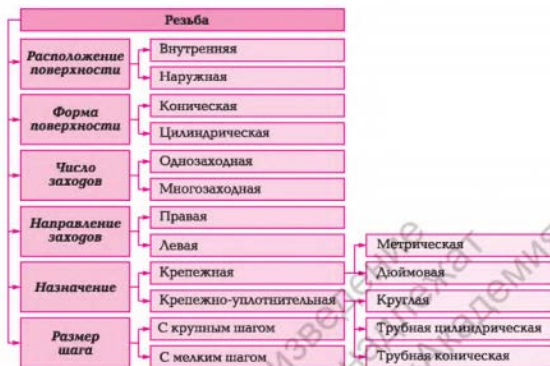 Резьба
Расположение
поверхности
Внутренняя
Наружная
Форма
поверхности
Коническая
Цилиндрическая
Число
заходов
Однозаходная
Многозаходная
Направление
заходов
Правая
Левая
Назначение
Крепежная
Крепежно-уплотнительная
Метрическая
Дюймовая
Круглая
Трубная цилиндрическая
Трубная коническая
Размер
шага
С крупным шагом
С мелким шагом